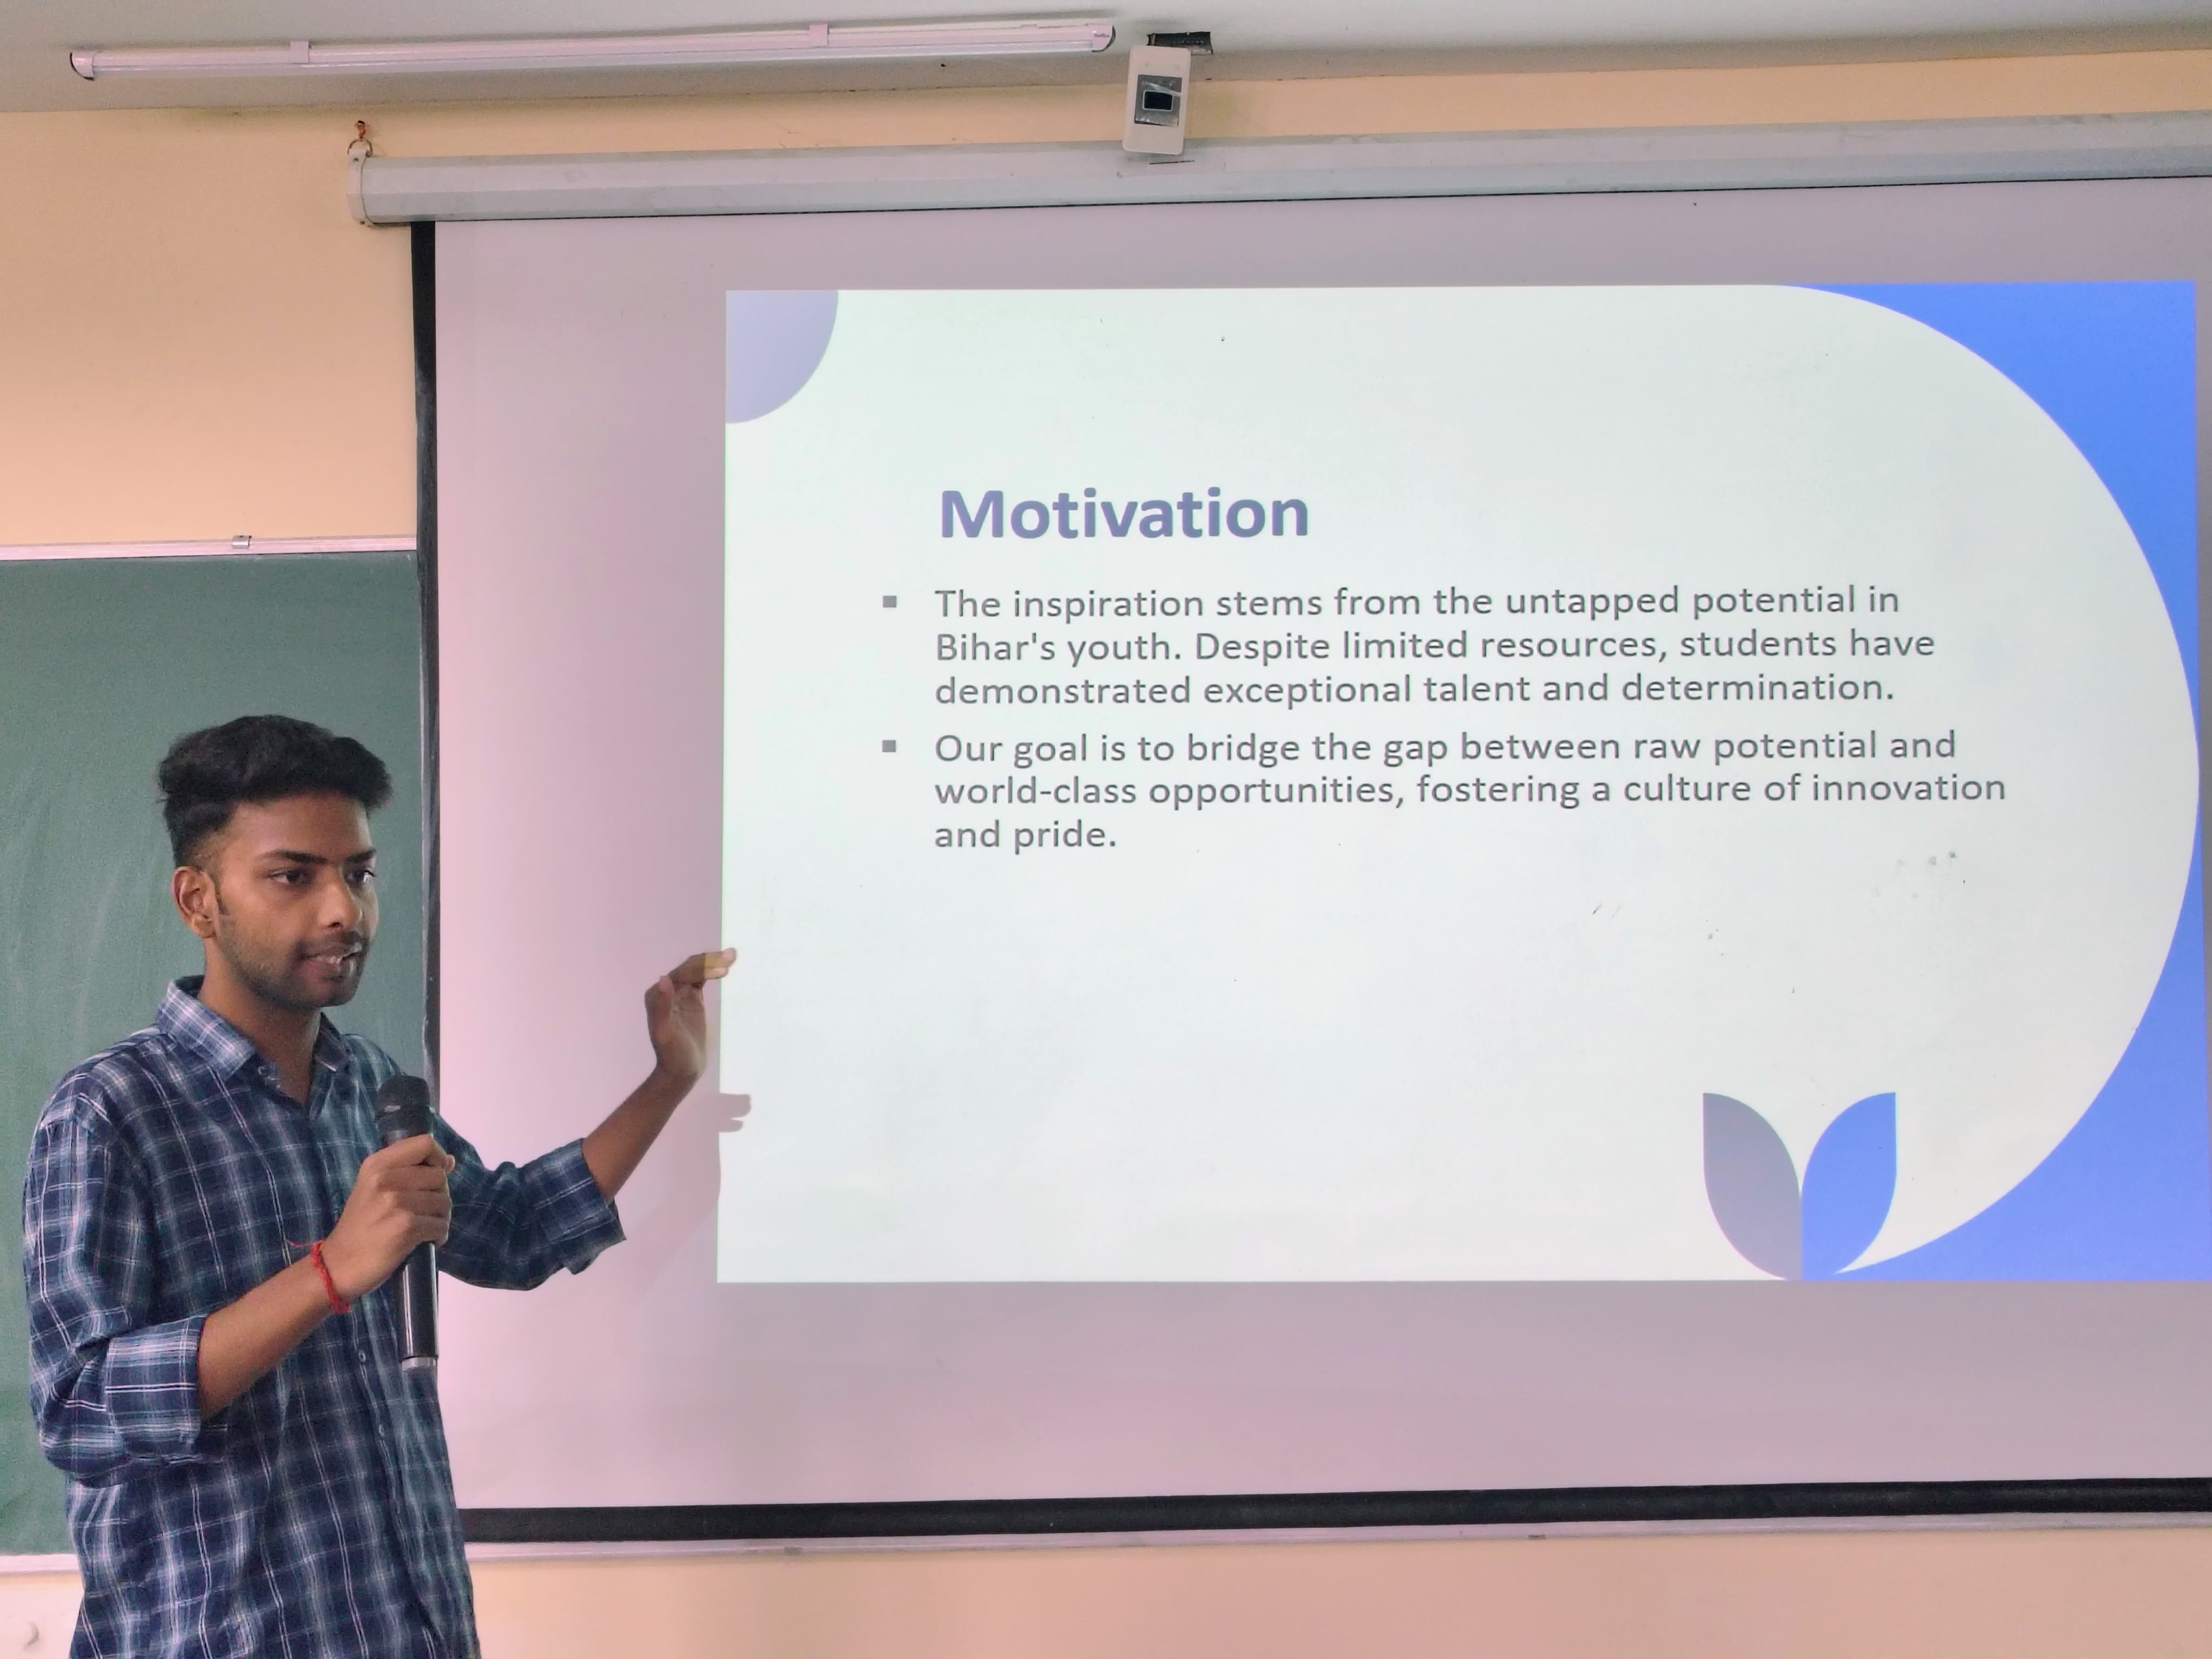 Motivation
▪ The inspiration stems from the untapped potential in
Bihar's youth. Despite limited resources, students have
demonstrated exceptional talent and determination.
▪ Our goal is to bridge the gap between raw potential and
world-class opportunities, fostering a culture of innovation
and pride.